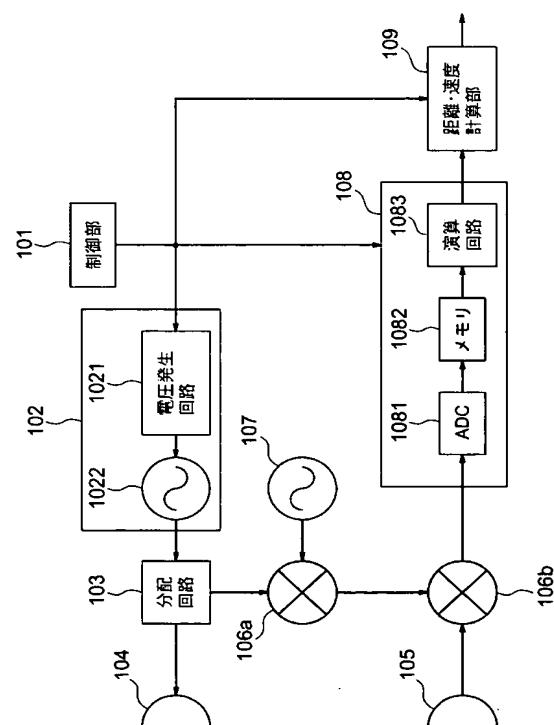 101
制御部
102
1021
電圧発生
回路
1022
103
分配
回路
104
107
106a
106b
105
108
1081
ADC
1082
メモリ
1083
演算
回路
109
距離・速度
計算部